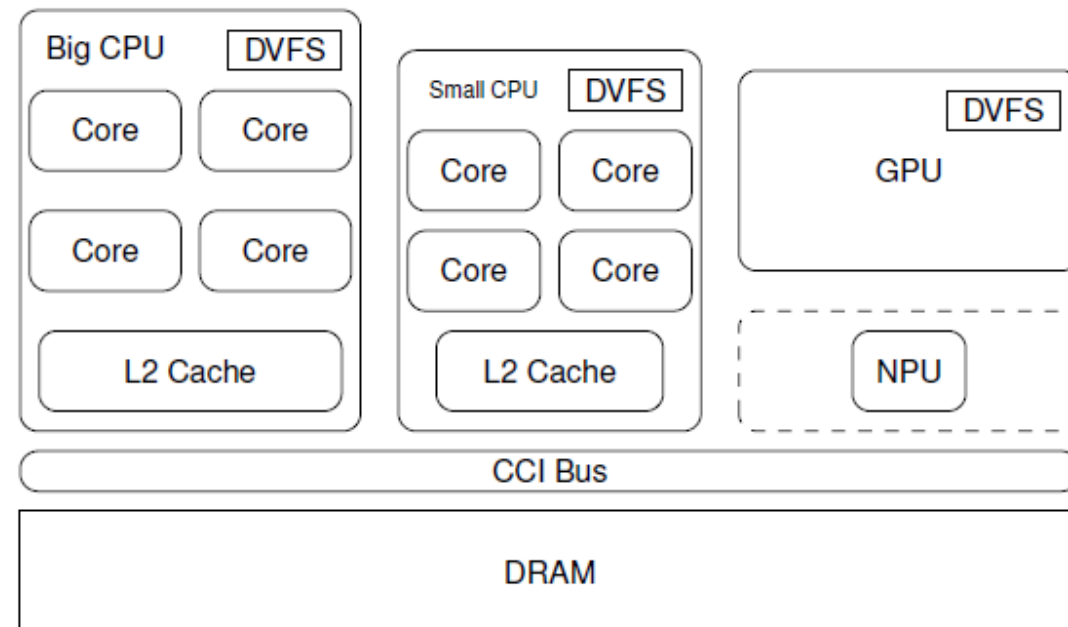 Big CPU
DVFS
Core
Core
Core
Core
L2 Cache
Small CPU
DVFS
Core
Core
Core
Core
L2 Cache
DVFS
GPU
NPU
CCI Bus
DRAM